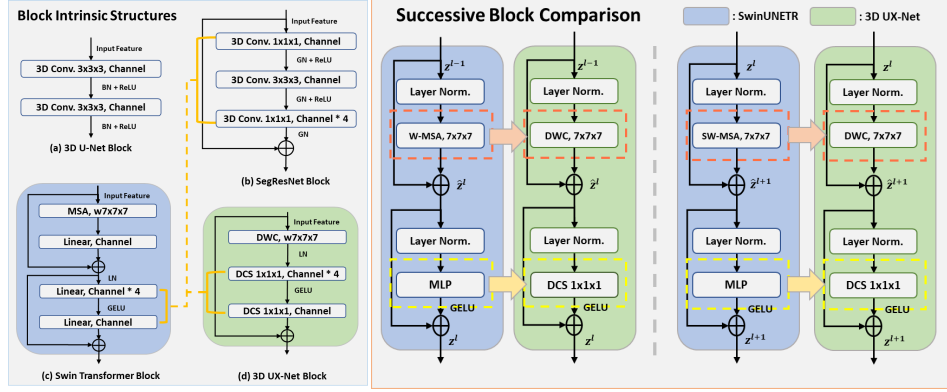 Block Intrinsic Structures
Input Feature
3D Conv. 3x3x3, Channel
BN + ReLU
3D Conv. 3x3x3, Channel
BN + ReLU
(a) 3D U-Net Block
Input Feature
3D Conv. 1x1x1, Channel
GN + ReLU
3D Conv. 3x3x3, Channel
GN + ReLU
3D Conv. 1x1x1, Channel * 4
GN
(b) SegResNet Block
Input Feature
MSA, w7x7x7
Linear, Channel
LN
Linear, Channel * 4
GELU
Linear, Channel
(c) Swin Transformer Block
Input Feature
DWC, w7x7x7
LN
DCS 1x1x1, Channel * 4
GELU
DCS 1x1x1, Channel
(d) 3D UX-Net Block
Successive Block Comparison
: SwinUNETR
: 3D UX-Net
z^{l-1}
Layer Norm.
W-MSA, 7x7x7
ẑ^l
Layer Norm.
MLP
GELU
z^l
z^{l-1}
Layer Norm.
DWC, 7x7x7
ẑ^l
Layer Norm.
DCS 1x1x1
GELU
z^l
z^l
Layer Norm.
SW-MSA, 7x7x7
ẑ^{l+1}
Layer Norm.
MLP
GELU
z^{l+1}
z^l
Layer Norm.
DWC, 7x7x7
ẑ^{l+1}
Layer Norm.
DCS 1x1x1
GELU
z^{l+1}